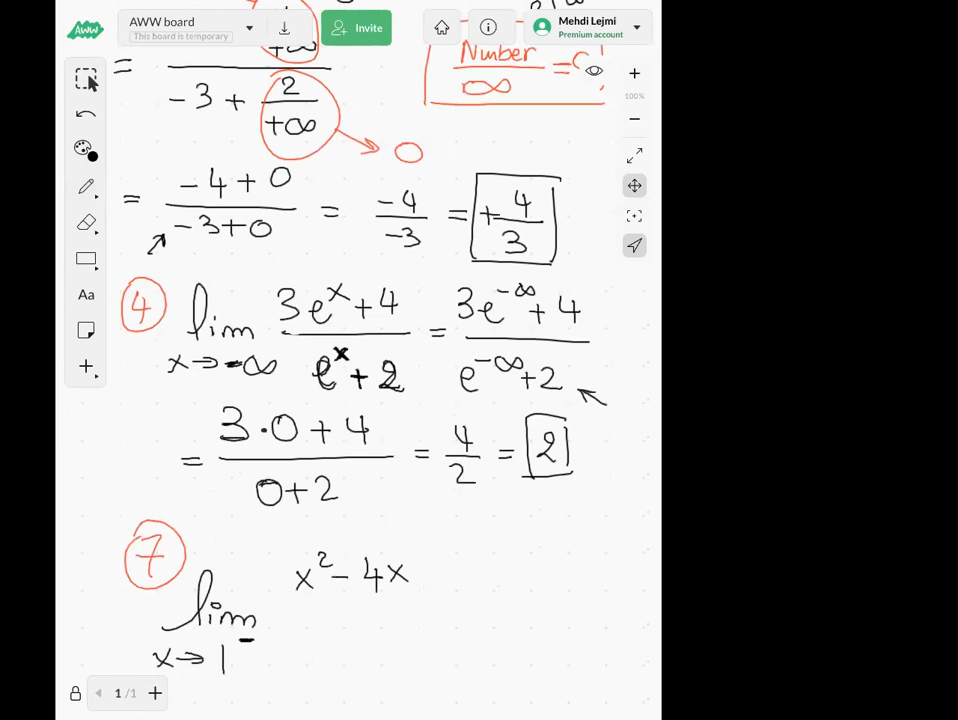 AWW board
This board is temporary
Invite
Mehdi Lejmi
Premium account
AWW
+∞
Number/∞ =
= / -3 + 2/+∞ → 0
100%
= -4+0/-3+0 = -4/-3 = +4/3
4 lim x→-∞ 3e^x+4/e^x+2 = 3e^-∞+4/e^-∞+2
= 3·0+4/0+2 = 4/2 = 2
7 lim x→1^- x²-4x
Aa
1/1